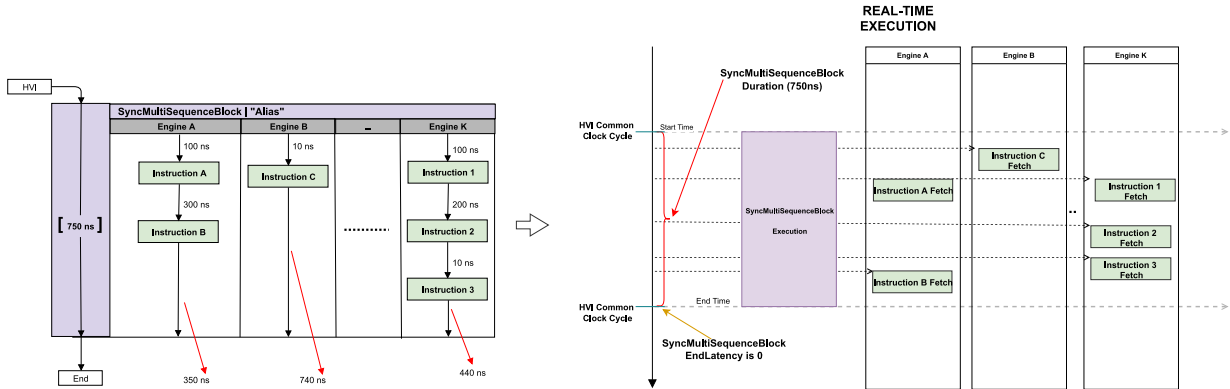 HVI
SyncMultiSequenceBlock | "Alias"
Engine A
Engine B
...
Engine K
100 ns
10 ns
100 ns
Instruction A
Instruction C
Instruction 1
300 ns
200 ns
[ 750 ns ]
Instruction B
..............
Instruction 2
10 ns
Instruction 3
End
350 ns
740 ns
440 ns
REAL-TIME
EXECUTION
Engine A
Engine B
Engine K
SyncMultiSequenceBlock
Duration (750ns)
HVI Common
Clock Cycle
Start Time
Instruction C
Fetch
Instruction A Fetch
Instruction 1
Fetch
SyncMultiSequenceBlock
Execution
..
Instruction 2
Fetch
Instruction 3
Fetch
Instruction B Fetch
HVI Common
Clock Cycle
End Time
SyncMultiSequenceBlock
EndLatency is 0